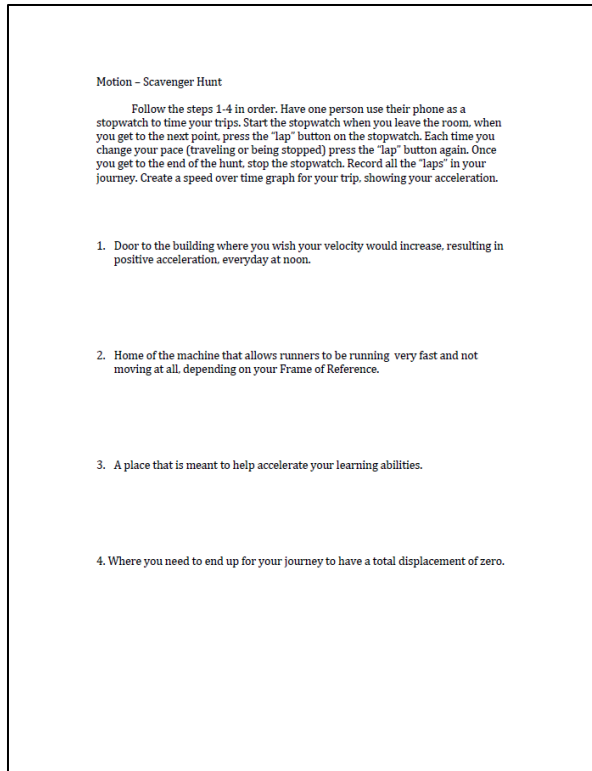 Motion – Scavenger Hunt
Follow the steps 1-4 in order. Have one person use their phone as a
stopwatch to time your trips. Start the stopwatch when you leave the room, when
you get to the next point, press the “lap” button on the stopwatch. Each time you
change your pace (traveling or being stopped) press the “lap” button again. Once
you get to the end of the hunt, stop the stopwatch. Record all the “laps” in your
journey. Create a speed over time graph for your trip, showing your acceleration.
1. Door to the building where you wish your velocity would increase, resulting in
positive acceleration, everyday at noon.
2. Home of the machine that allows runners to be running very fast and not
moving at all, depending on your Frame of Reference.
3. A place that is meant to help accelerate your learning abilities.
4. Where you need to end up for your journey to have a total displacement of zero.